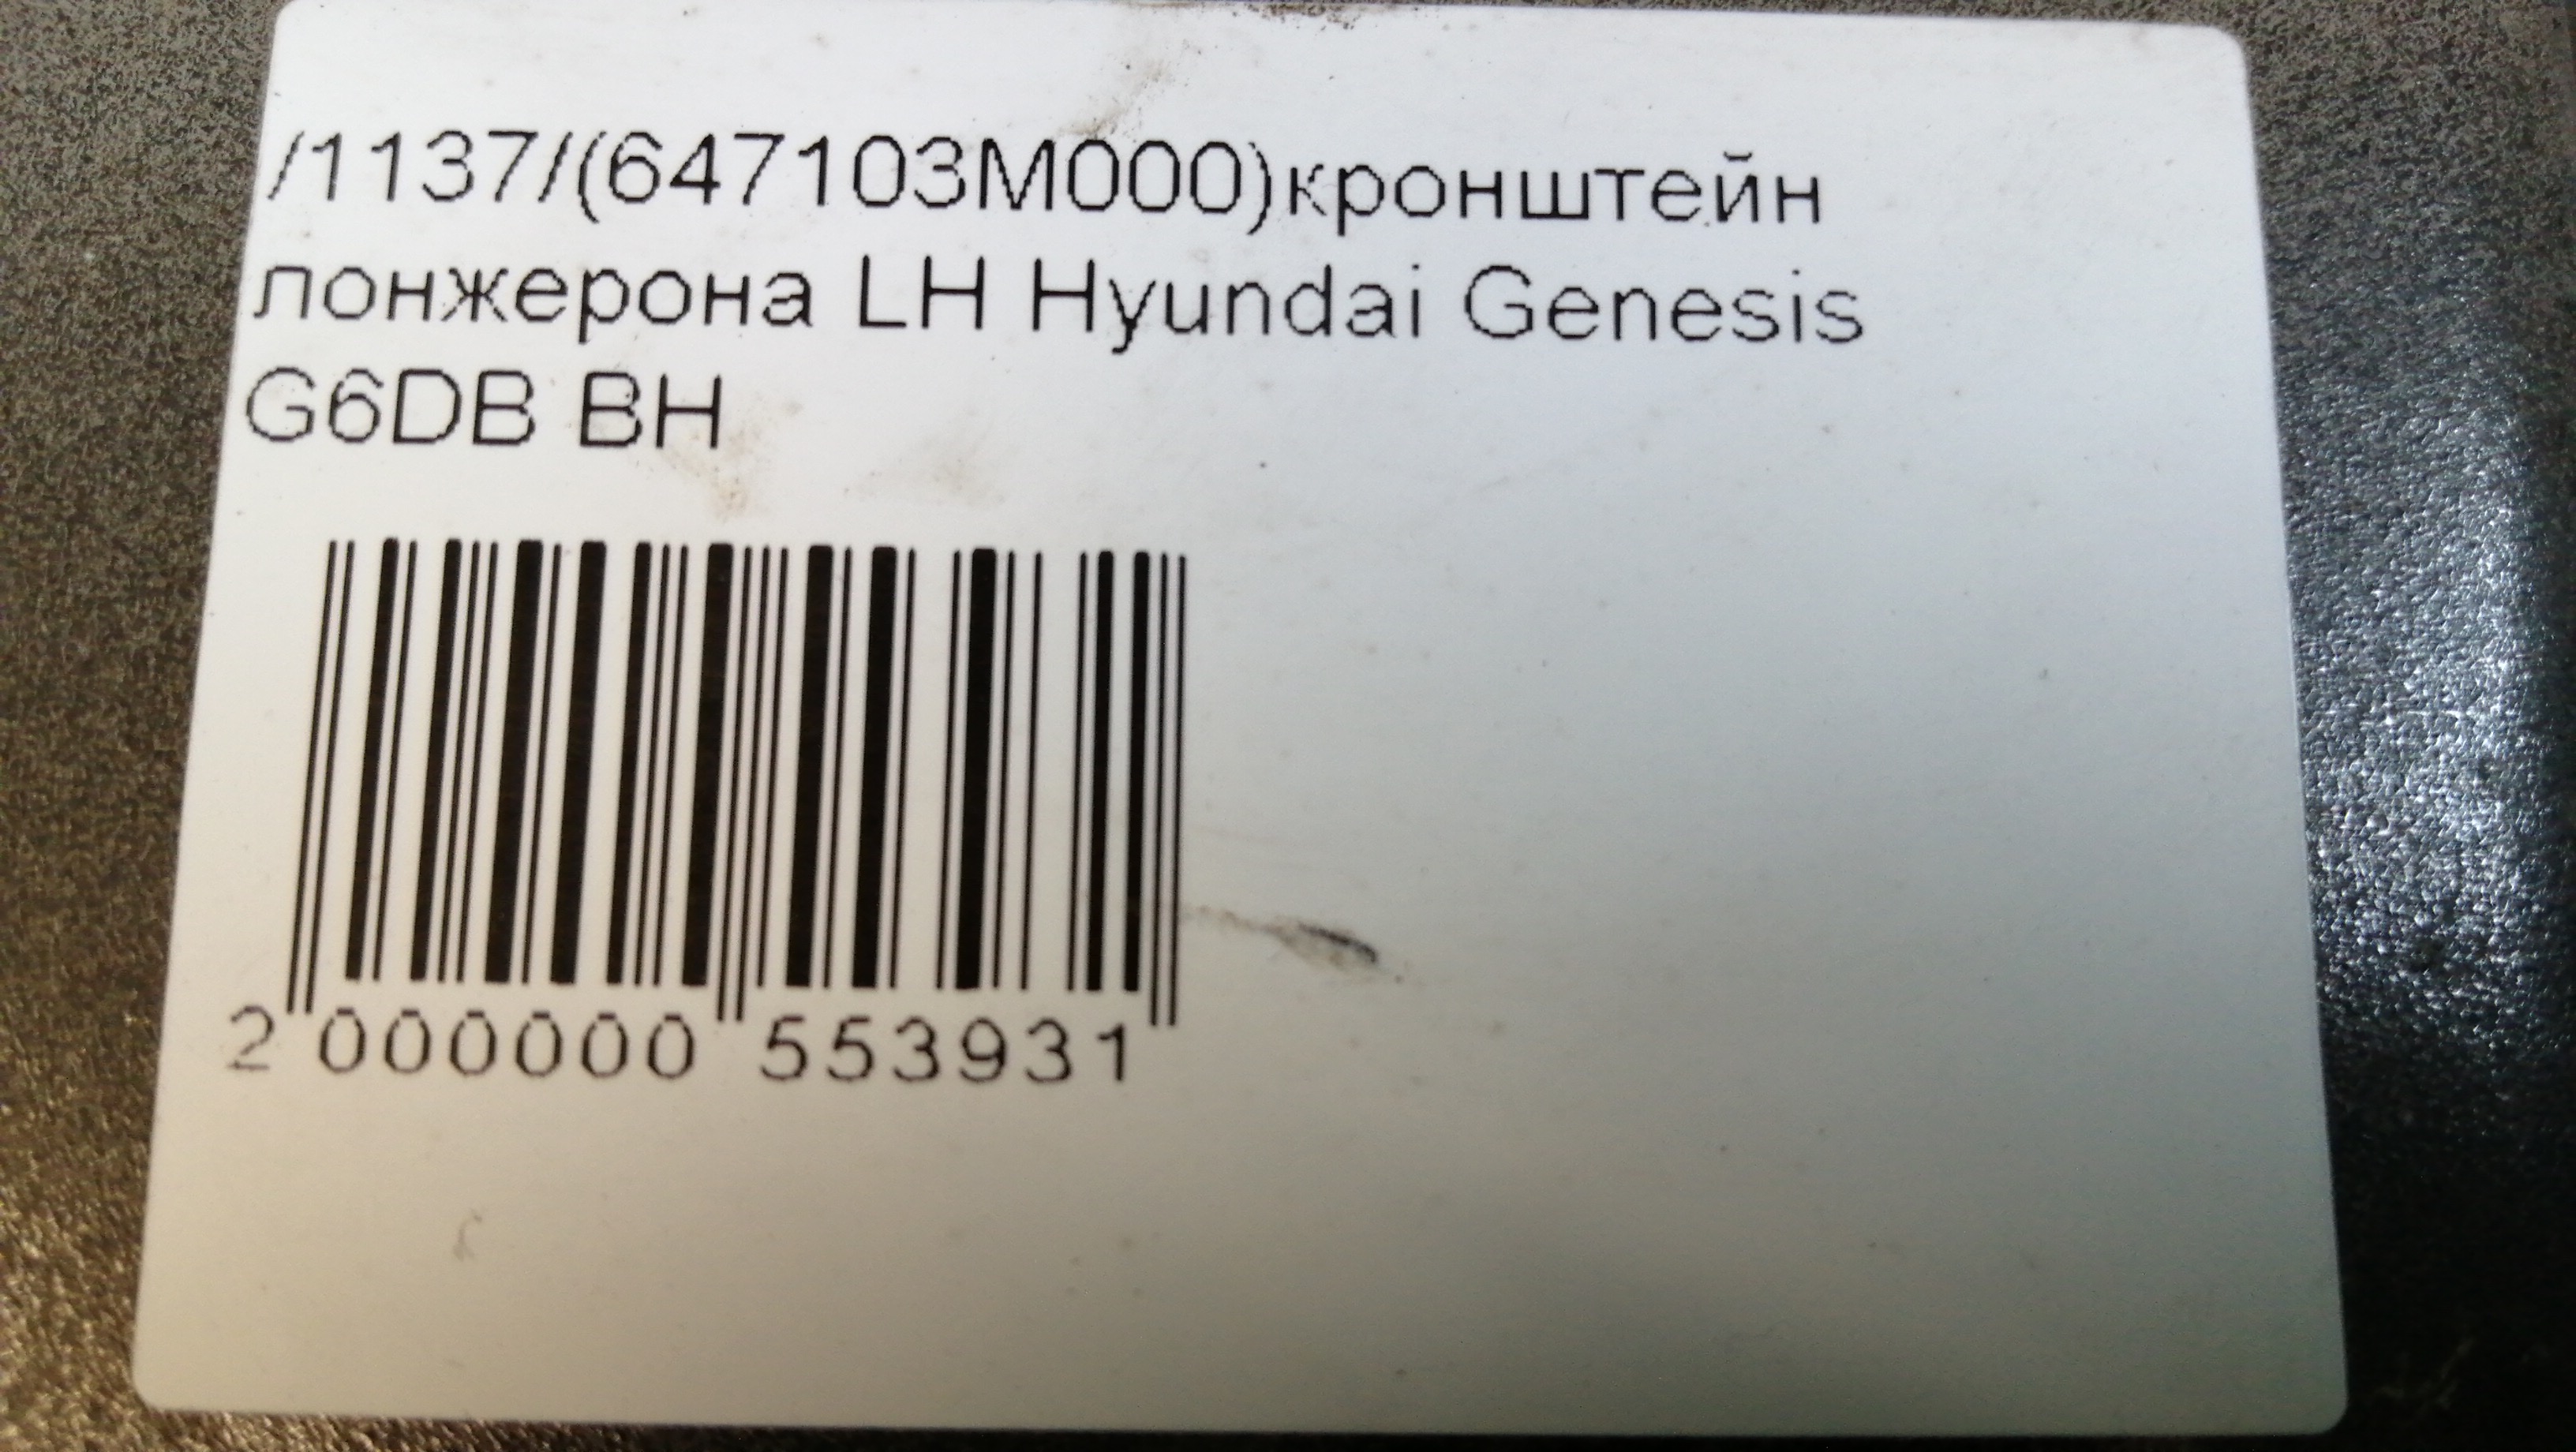 /1137/(647103M000)кронштейн
лонжерона LH Hyundai Genesis
G6DB BH
2 000000 553931